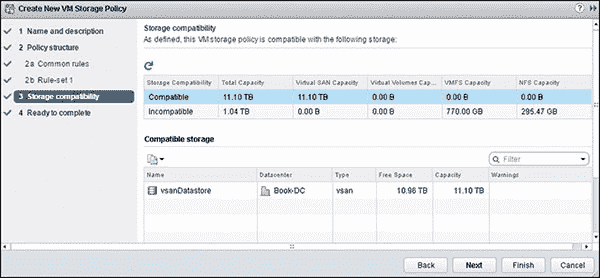 Create New VM Storage Policy
1 Name and description
2 Policy structure
2a Common rules
2b Rule-set 1
3 Storage compatibility
4 Ready to complete
Storage compatibility
As defined, this VM storage policy is compatible with the following storage:
Storage Compatibility Total Capacity Virtual SAN Capacity Virtual Volumes Cap... VMFS Capacity NFS Capacity
Compatible 11.10 TB 11.10 TB 0.00 B 0.00 B 0.00 B
Incompatible 1.04 TB 0.00 B 0.00 B 770.00 GB 295.47 GB
Compatible storage
Filter
Name Datacenter Type Free Space Capacity Warnings
vsanDatastore Book-DC vsan 10.96 TB 11.10 TB
Back Next Finish Cancel